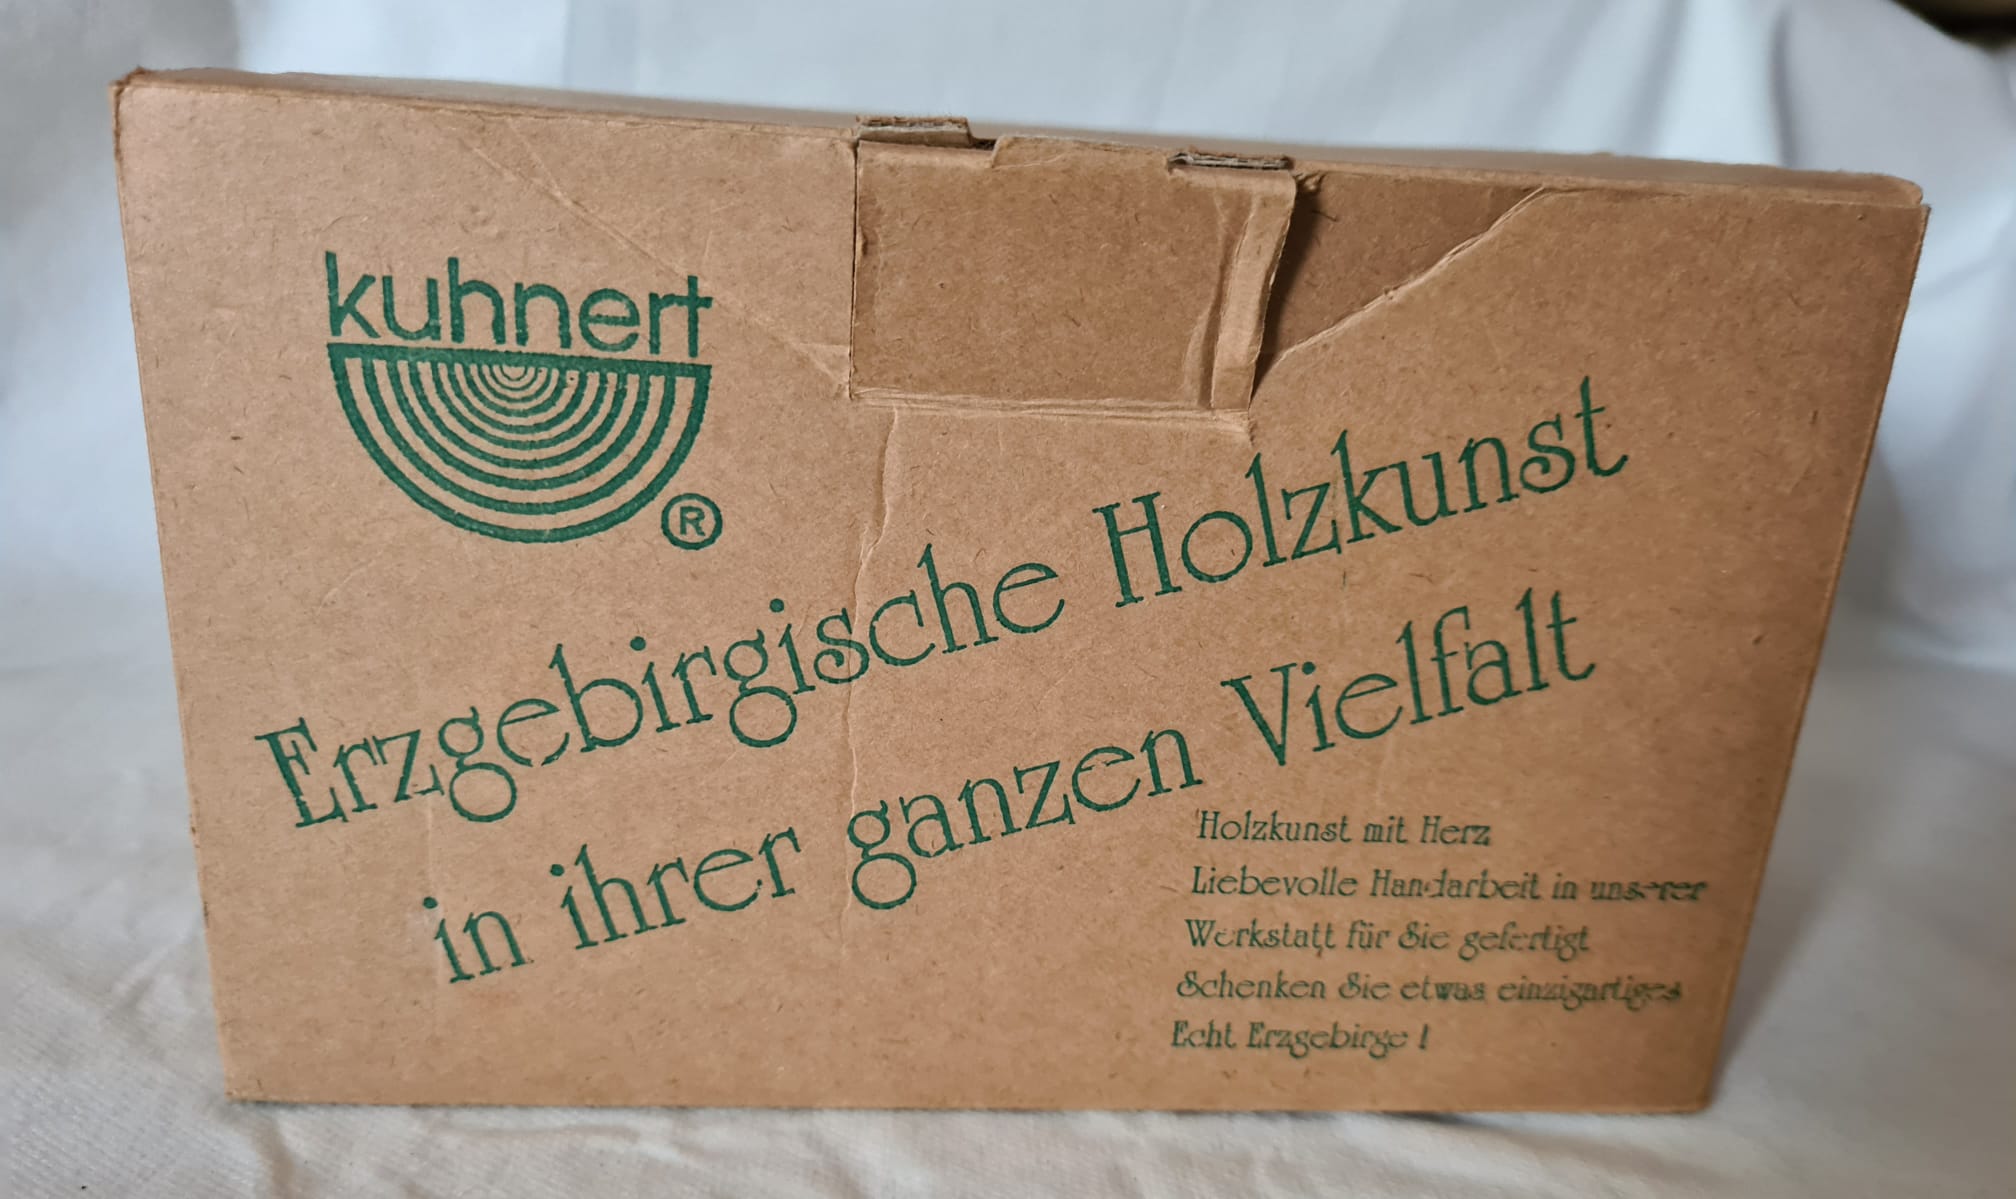 kuhnert
®
Erzgebirgische Holzkunst
in ihrer ganzen Vielfalt
Holzkunst mit Herz
Liebevolle Handarbeit in unserer
Werkstatt für Sie gefertigt
Schenken Sie etwas einzigartiges
Echt Erzgebirge !